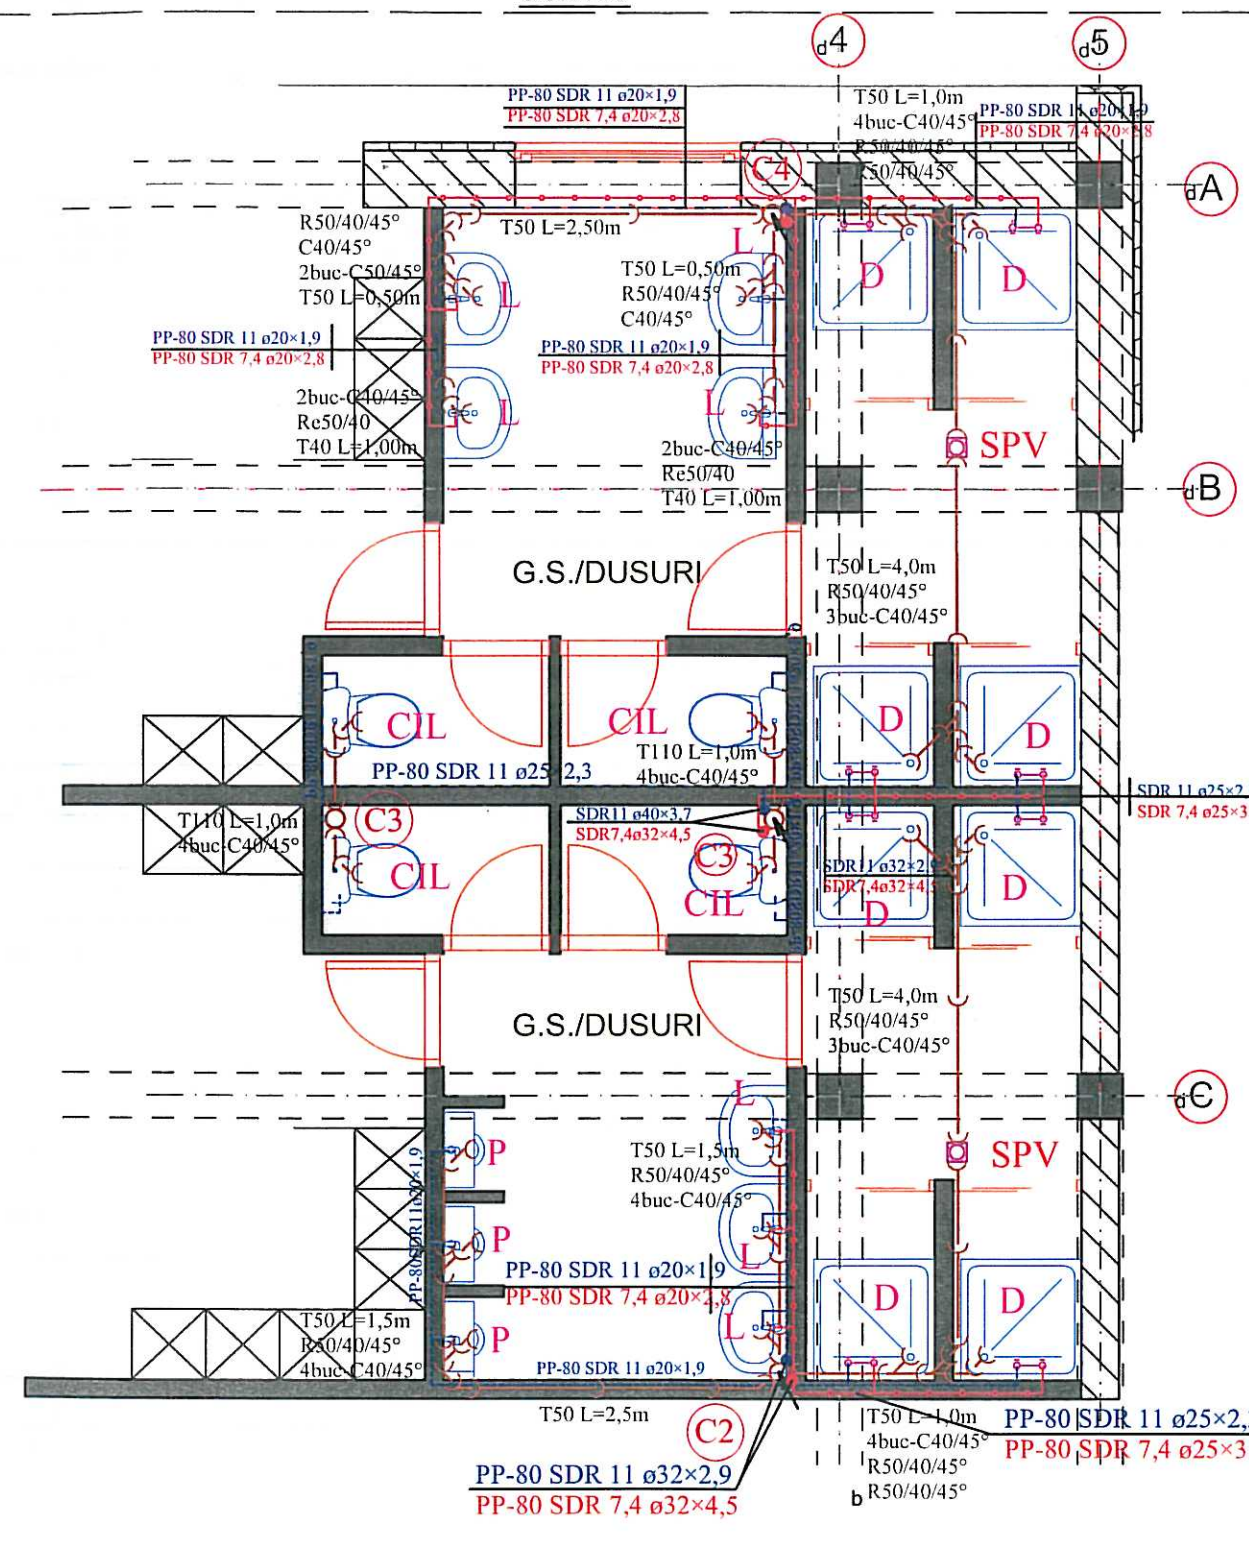 d4
d5
PP-80 SDR 11 ø20×1,9
PP-80 SDR 7,4 ø20×2,8
T50 L=1,0m
4buc-C40/45°
R50/40/45°
R50/40/45°
PP-80 SDR 11 ø20×1,9
PP-80 SDR 7,4 ø20×2,8
C4
dA
R50/40/45°
C40/45°
2buc-C50/45°
T50 L=0,50m
T50 L=2,50m
L
T50 L=0,50m
R50/40/45°
C40/45°
D
D
L
PP-80 SDR 11 ø20×1,9
PP-80 SDR 7,4 ø20×2,8
PP-80 SDR 11 ø20×1,9
PP-80 SDR 7,4 ø20×2,8
2buc-C40/45°
Re50/40
T40 L=1,00m
L
L
2buc-C40/45°
Re50/40
T40 L=1,00m
SPV
dB
G.S./DUSURI
T50 L=4,0m
R50/40/45°
3buc-C40/45°
CIL
CIL
T110 L=1,0m
4buc-C40/45°
D
D
PP-80 SDR 11 ø25×2,3
SDR 11 ø25×2
SDR 7,4 ø25×3
T110 L=1,0m
4buc-C40/45°
C3
SDR11 ø40×3,7
SDR7,4ø32×4,5
C3
CIL
CIL
SDR11 ø32×2
SDR7,4ø32×4
D
D
G.S./DUSURI
T50 L=4,0m
R50/40/45°
3buc-C40/45°
dC
L
P
T50 L=1,5m
R50/40/45°
4buc-C40/45°
SPV
PP-80 SDR 11 ø20×1,9
P
L
PP-80 SDR 11 ø20×1,9
PP-80 SDR 7,4 ø20×2,8
D
D
T50 L=1,5m
R50/40/45°
4buc-C40/45°
P
L
PP-80 SDR 11 ø20×1,9
T50 L=2,5m
C2
T50 L=1,0m
4buc-C40/45°
R50/40/45°
b R50/40/45°
PP-80 SDR 11 ø25×2,
PP-80 SDR 7,4 ø25×3
PP-80 SDR 11 ø32×2,9
PP-80 SDR 7,4 ø32×4,5